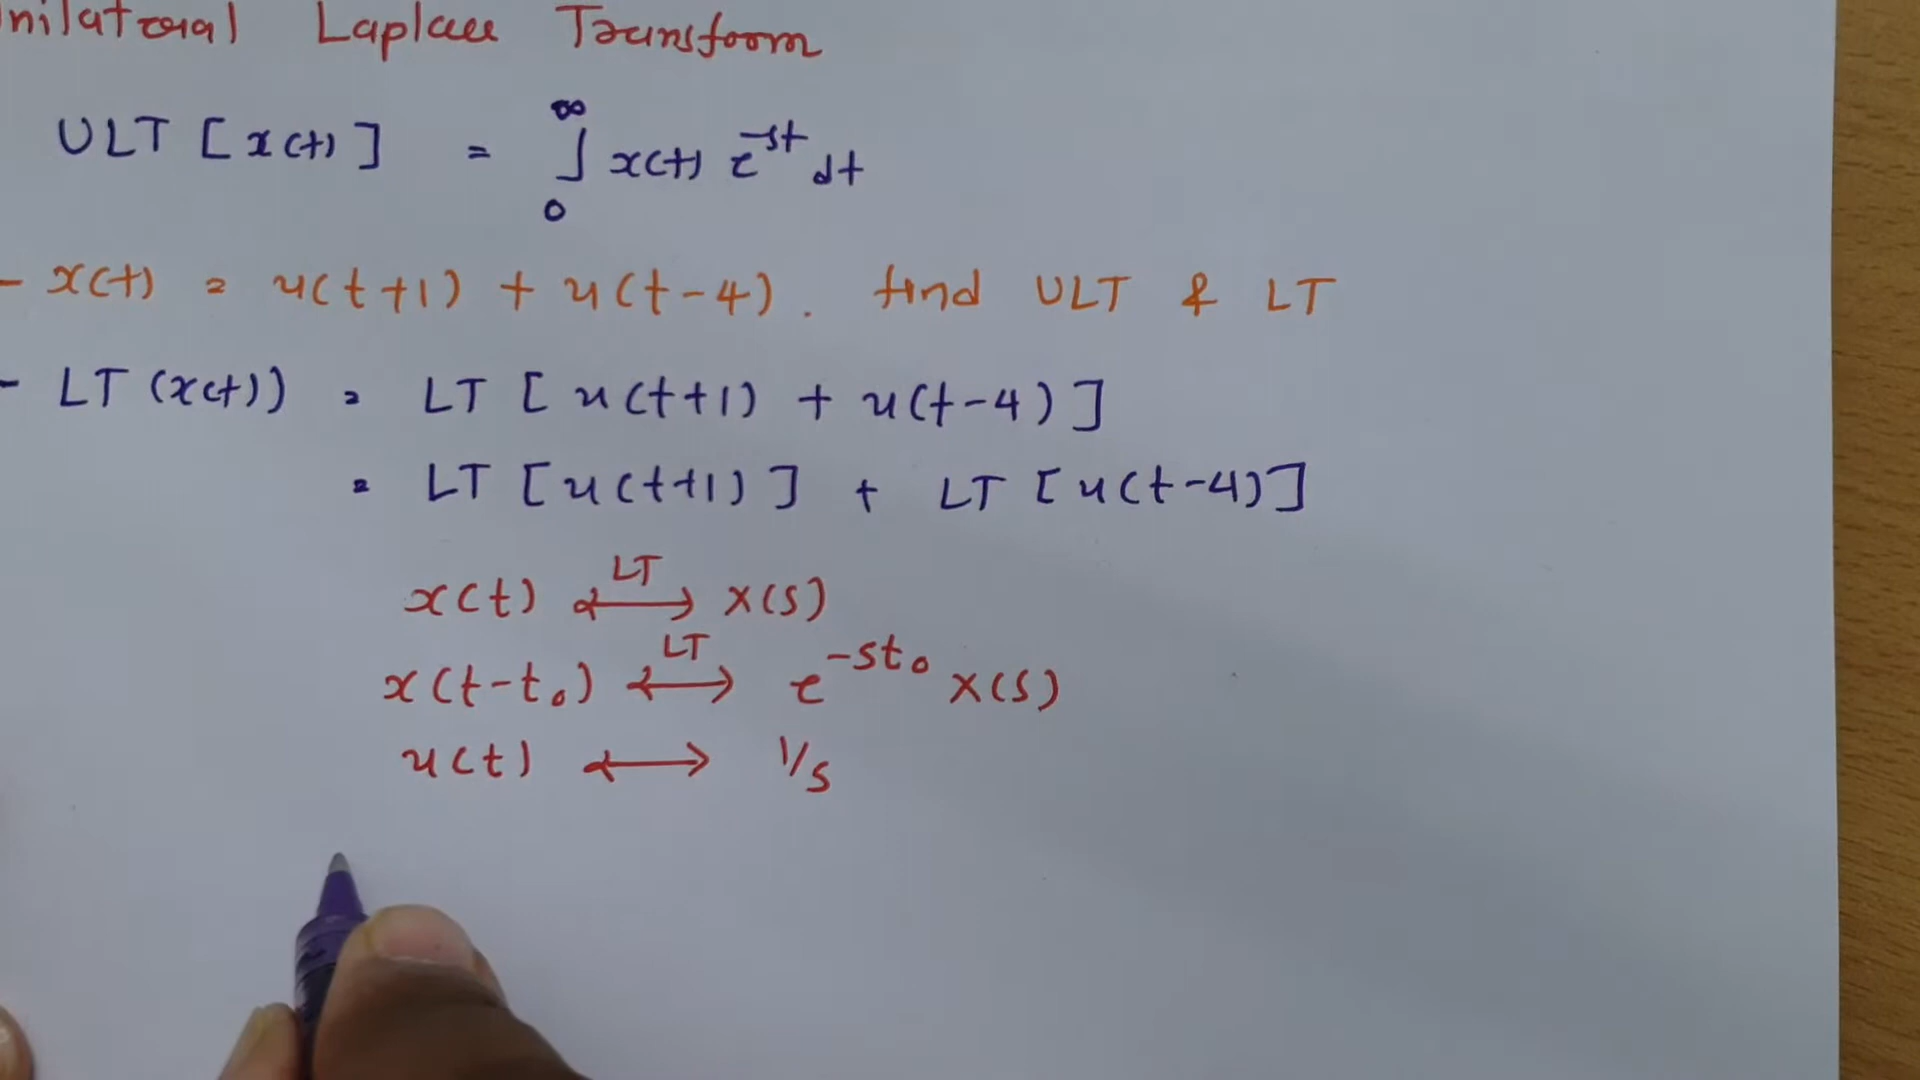 nilateral Laplace Transform
ULT [x(t)] = ∫₀^∞ x(t) e^-st dt
- x(t) = u(t+1) + u(t-4). find ULT & LT
- LT (x(t)) = LT [u(t+1) + u(t-4)]
= LT [u(t+1)] + LT [u(t-4)]
x(t) <-LT-> X(s)
x(t-t₀) <-LT-> e^-st₀ X(s)
u(t) ⟷ 1/s